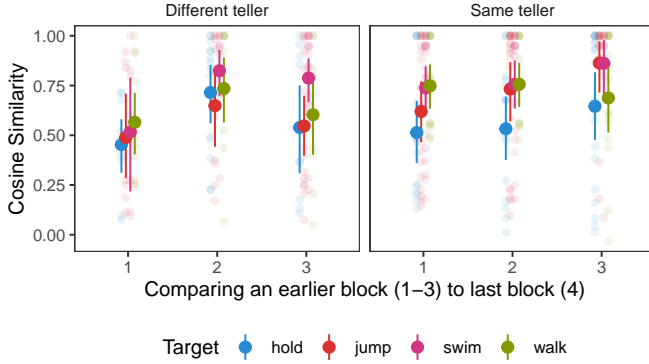 Different teller
Same teller
Cosine Similarity
1.00
0.75
0.50
0.25
0.00
1 2 3
1 2 3
Comparing an earlier block (1−3) to last block (4)
Target hold jump swim walk